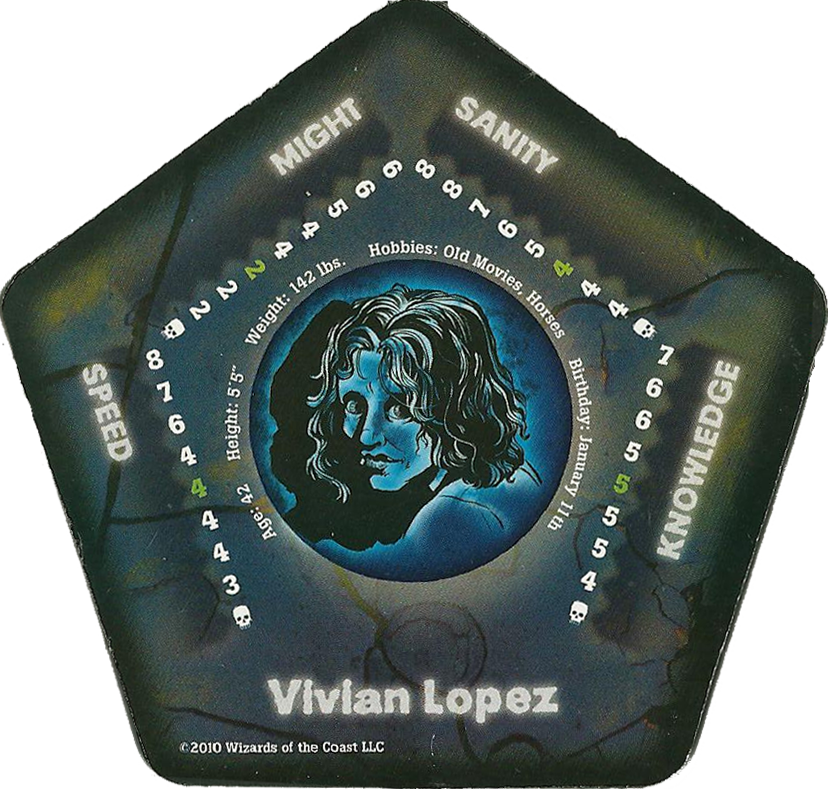 MIGHT
2 2 2 4 4 5 6 6
SANITY
8 8 7 6 5 4 4 4
SPEED
8 7 6 4 4 4 4 3
KNOWLEDGE
7 6 6 5 5 5 5 4
Age: 42
Height: 5'5"
Weight: 142 lbs.
Hobbies: Old Movies, Horses
Birthday: January 11th
Vivian Lopez
©2010 Wizards of the Coast LLC